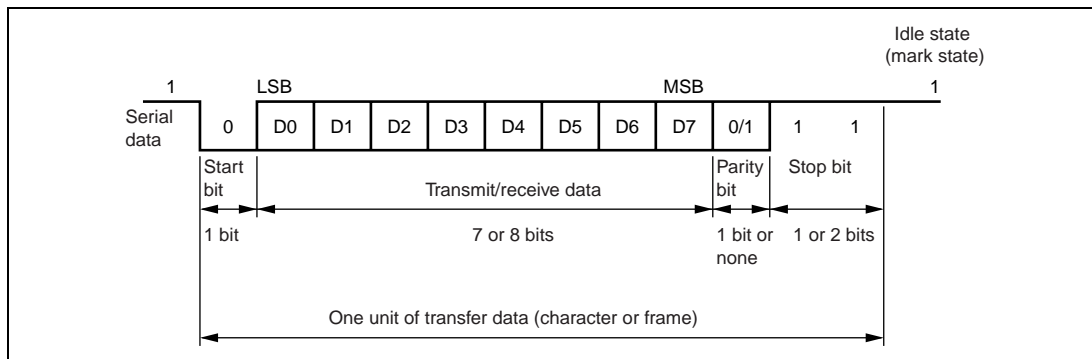 Idle state
(mark state)
1 LSB MSB 1
Serial
data
0 D0 D1 D2 D3 D4 D5 D6 D7 0/1 1 1
Start
bit
Transmit/receive data
Parity
bit
Stop bit
1 bit
7 or 8 bits
1 bit or
none
1 or 2 bits
One unit of transfer data (character or frame)